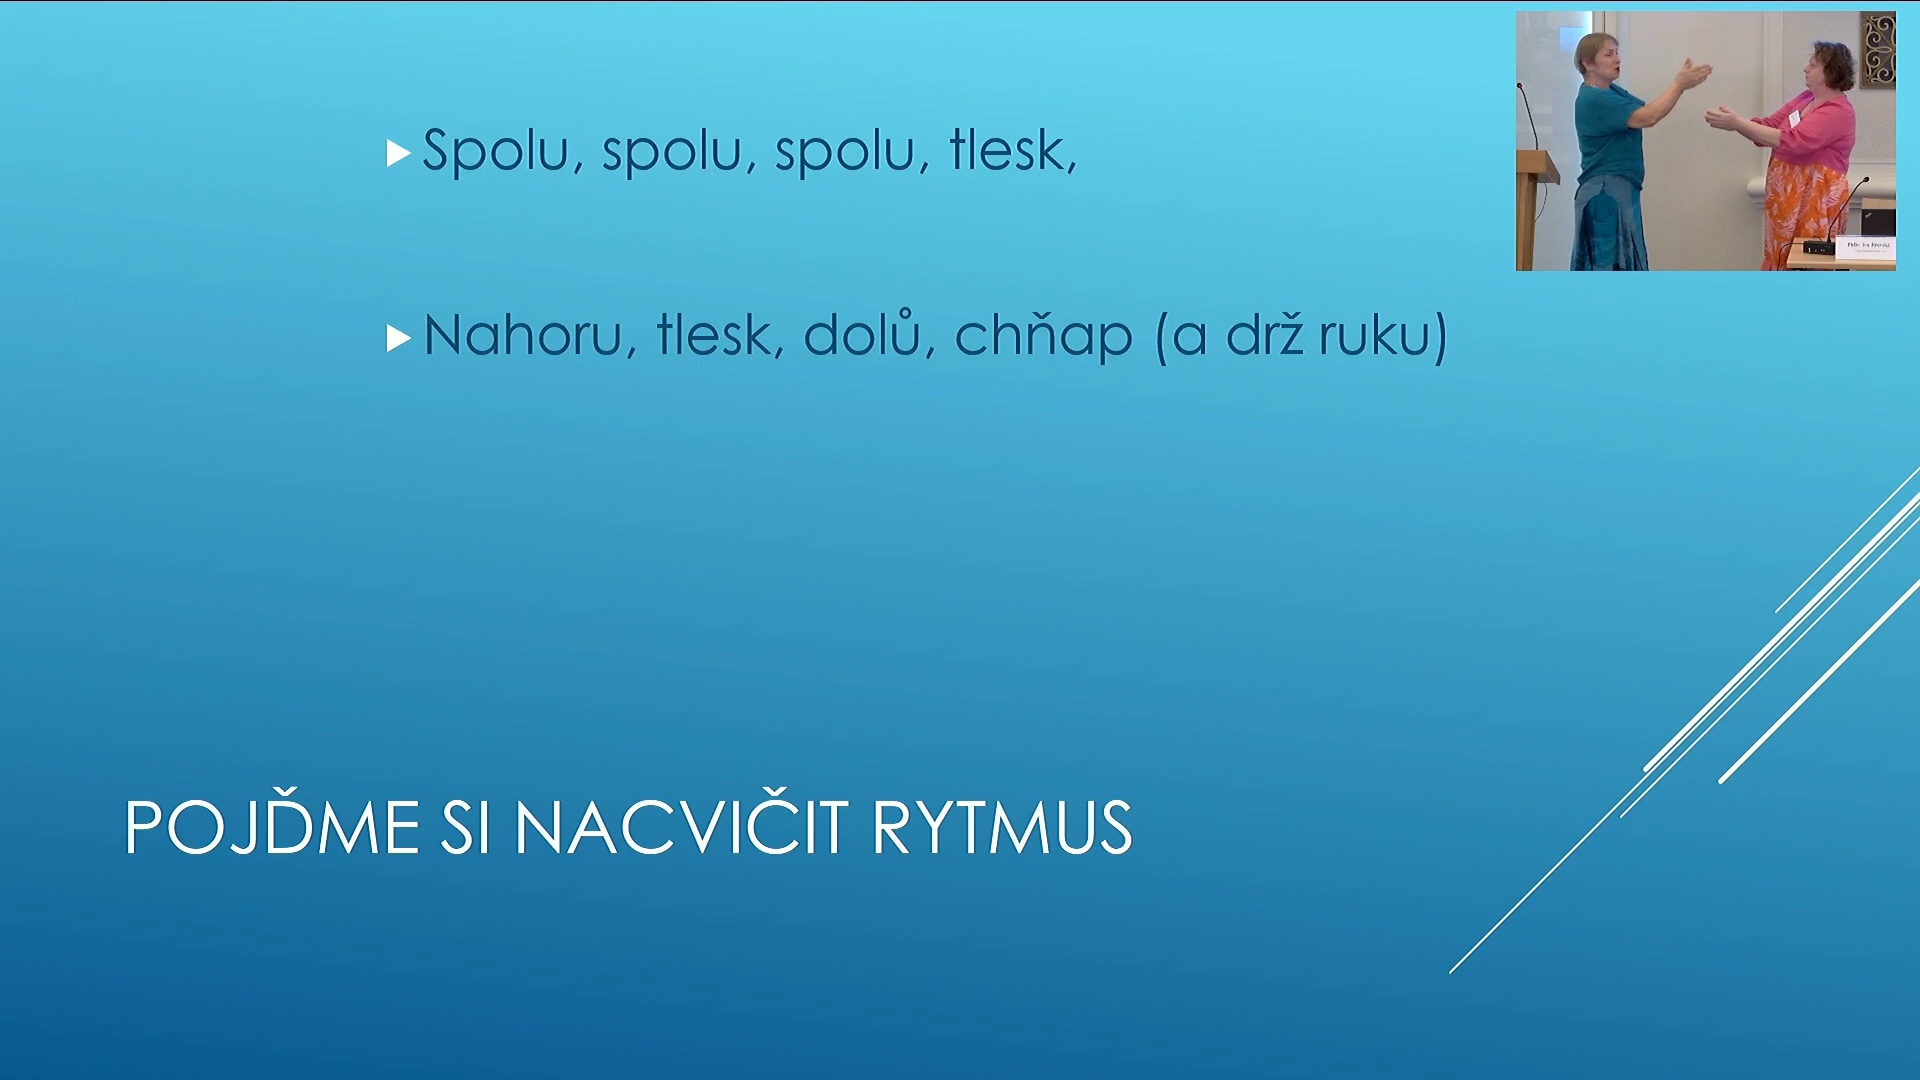 Spolu, spolu, spolu, tlesk,
Nahoru, tlesk, dolů, chňap (a drž ruku)
POJĎME SI NACVIČIT RYTMUS